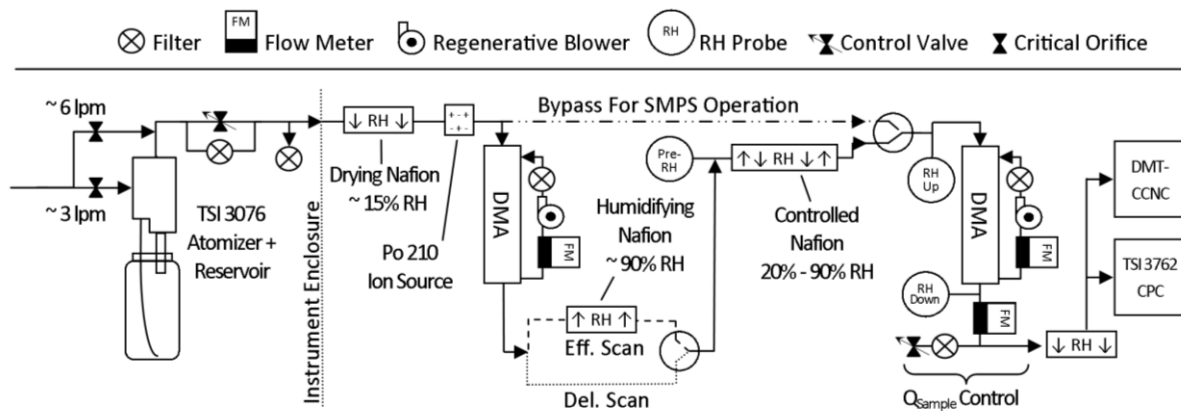 FM
RH
Filter
Flow Meter
Regenerative Blower
RH Probe
Control Valve
Critical Orifice
~ 6 lpm
~ 3 lpm
TSI 3076
Atomizer +
Reservoir
Instrument Enclosure
↓ RH ↓
Drying Nafion
~ 15% RH
+ - +
- + -
Po 210
Ion Source
Bypass For SMPS Operation
DMA
FM
Humidifying
Nafion
~ 90% RH
↑ RH ↑
Eff. Scan
Del. Scan
Pre-
RH
↑↓ RH ↓↑
Controlled
Nafion
20% - 90% RH
RH
Up
DMA
FM
RH
Down
FM
QSample Control
↓ RH ↓
DMT-
CCNC
TSI 3762
CPC